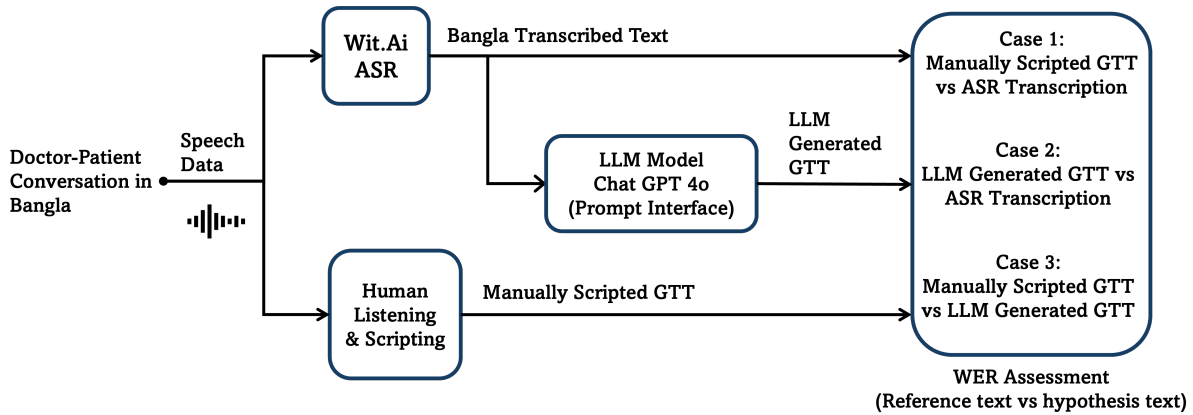 Doctor-Patient
Conversation in
Bangla
Speech
Data
Wit.Ai
ASR
Bangla Transcribed Text
LLM Model
Chat GPT 4o
(Prompt Interface)
LLM
Generated
GTT
Human
Listening
& Scripting
Manually Scripted GTT
Case 1:
Manually Scripted GTT
vs ASR Transcription
Case 2:
LLM Generated GTT vs
ASR Transcription
Case 3:
Manually Scripted GTT
vs LLM Generated GTT
WER Assessment
(Reference text vs hypothesis text)